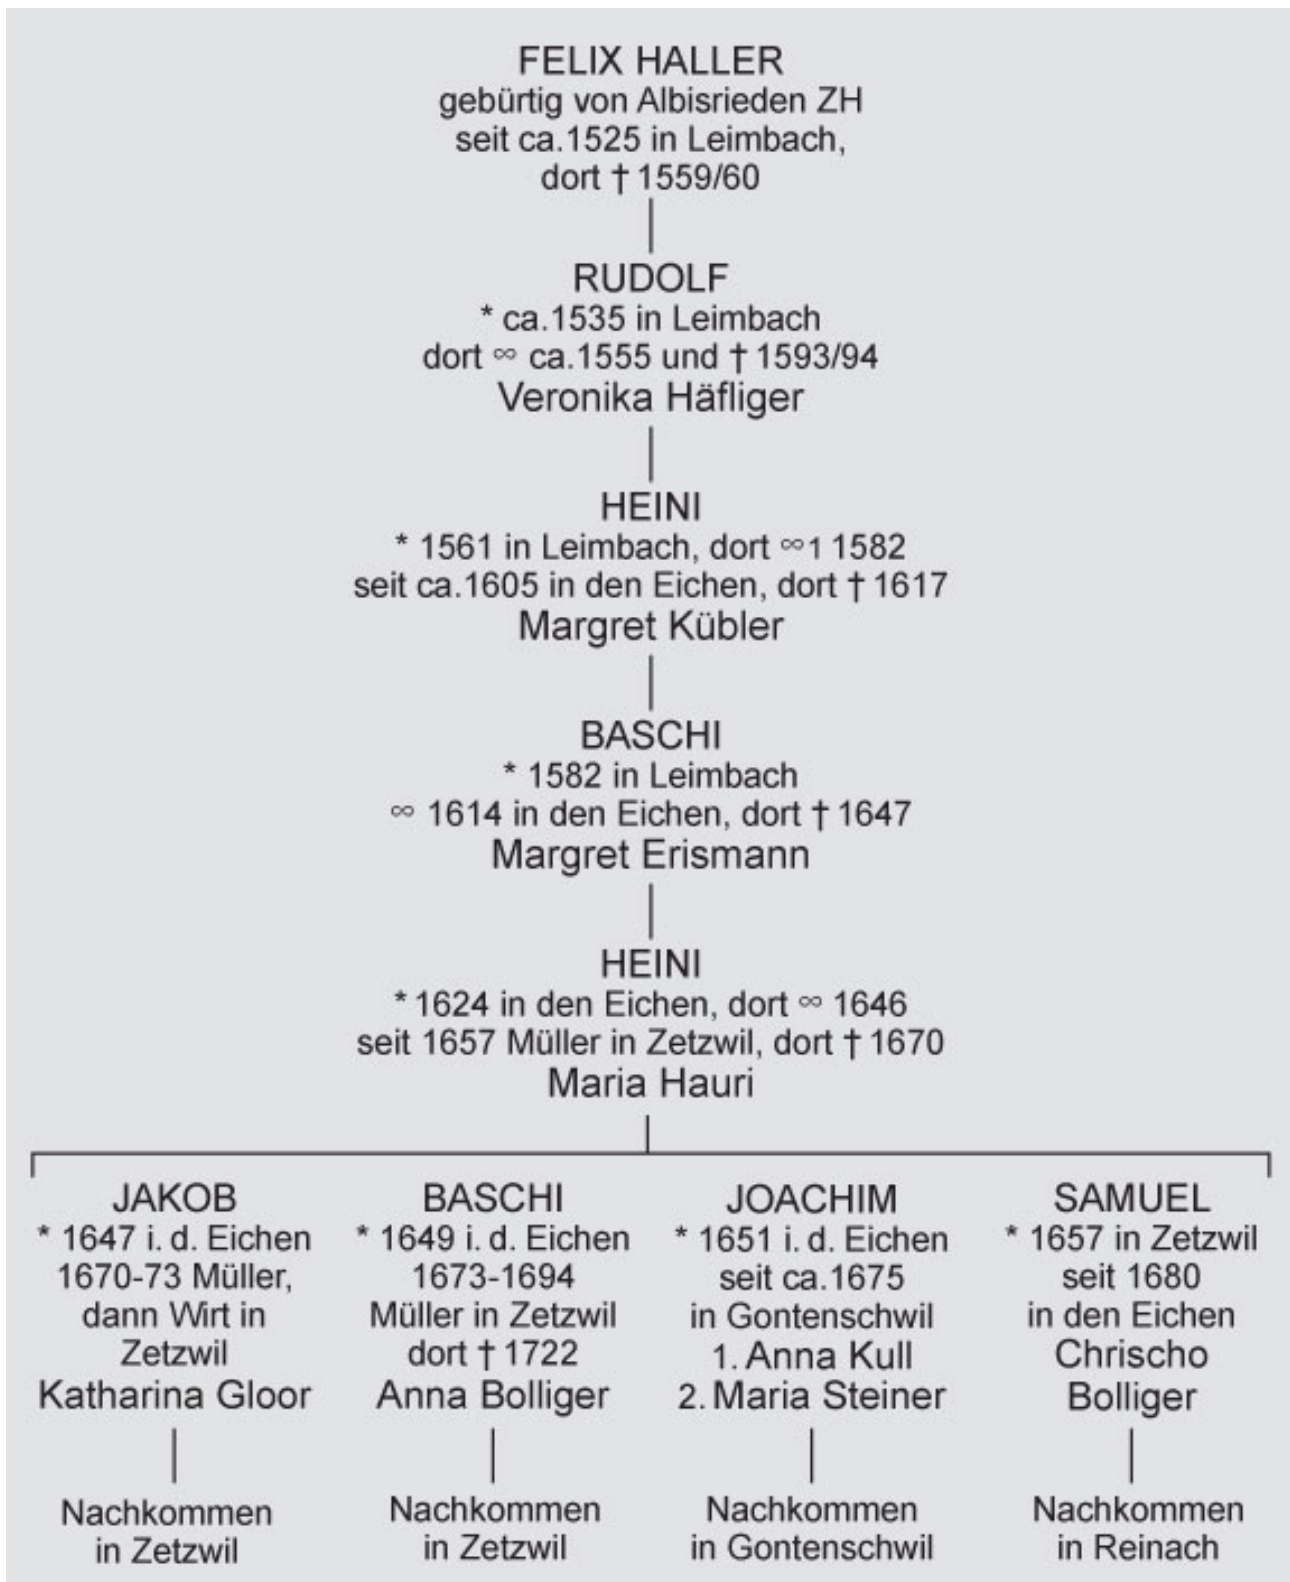 FELIX HALLER
gebürtig von Albisrieden ZH
seit ca.1525 in Leimbach,
dort † 1559/60
RUDOLF
* ca.1535 in Leimbach
dort ∞ ca.1555 und † 1593/94
Veronika Häfliger
HEINI
* 1561 in Leimbach, dort ∞1 1582
seit ca.1605 in den Eichen, dort † 1617
Margret Kübler
BASCHI
* 1582 in Leimbach
∞ 1614 in den Eichen, dort † 1647
Margret Erismann
HEINI
* 1624 in den Eichen, dort ∞ 1646
seit 1657 Müller in Zetzwil, dort † 1670
Maria Hauri
JAKOB
* 1647 i. d. Eichen
1670-73 Müller,
dann Wirt in
Zetzwil
Katharina Gloor
Nachkommen
in Zetzwil
BASCHI
* 1649 i. d. Eichen
1673-1694
Müller in Zetzwil
dort † 1722
Anna Bolliger
Nachkommen
in Zetzwil
JOACHIM
* 1651 i. d. Eichen
seit ca.1675
in Gontenschwil
1. Anna Kull
2. Maria Steiner
Nachkommen
in Gontenschwil
SAMUEL
* 1657 in Zetzwil
seit 1680
in den Eichen
Chrischo
Bolliger
Nachkommen
in Reinach